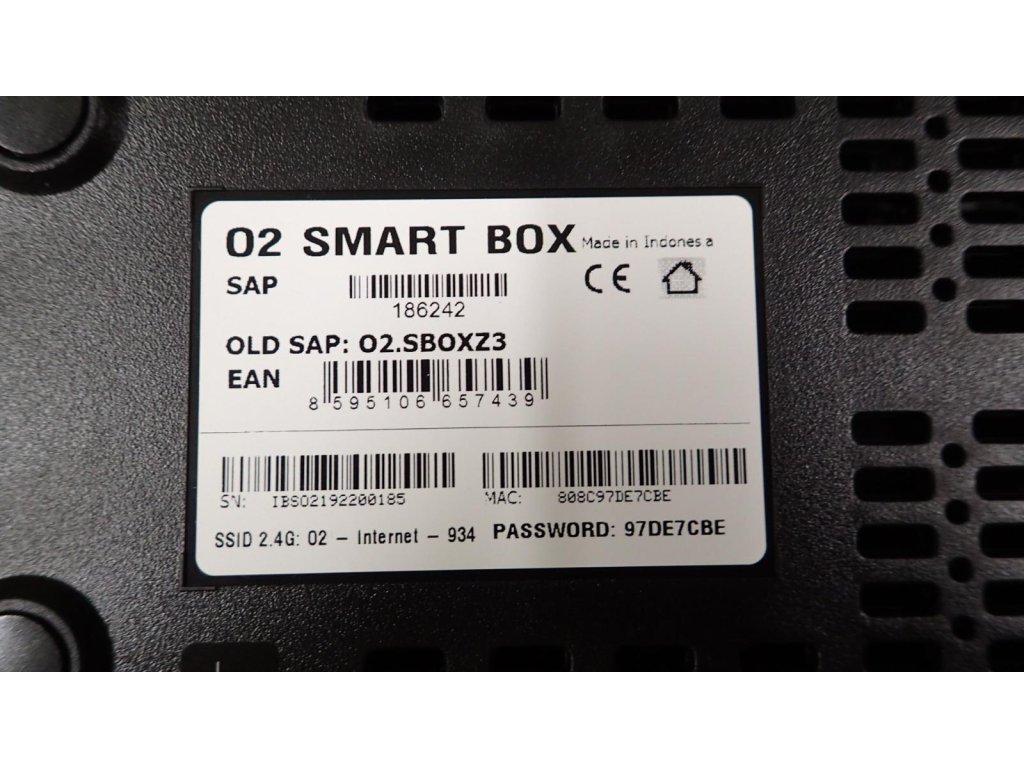 O2 SMART BOX Made in Indones a
SAP
186242
OLD SAP: O2.SBOXZ3
EAN
8 595106 657439
SN: IBS02192200185 MAC: 808C97DE7CBE
SSID 2.4G: O2 - Internet - 934 PASSWORD: 97DE7CBE